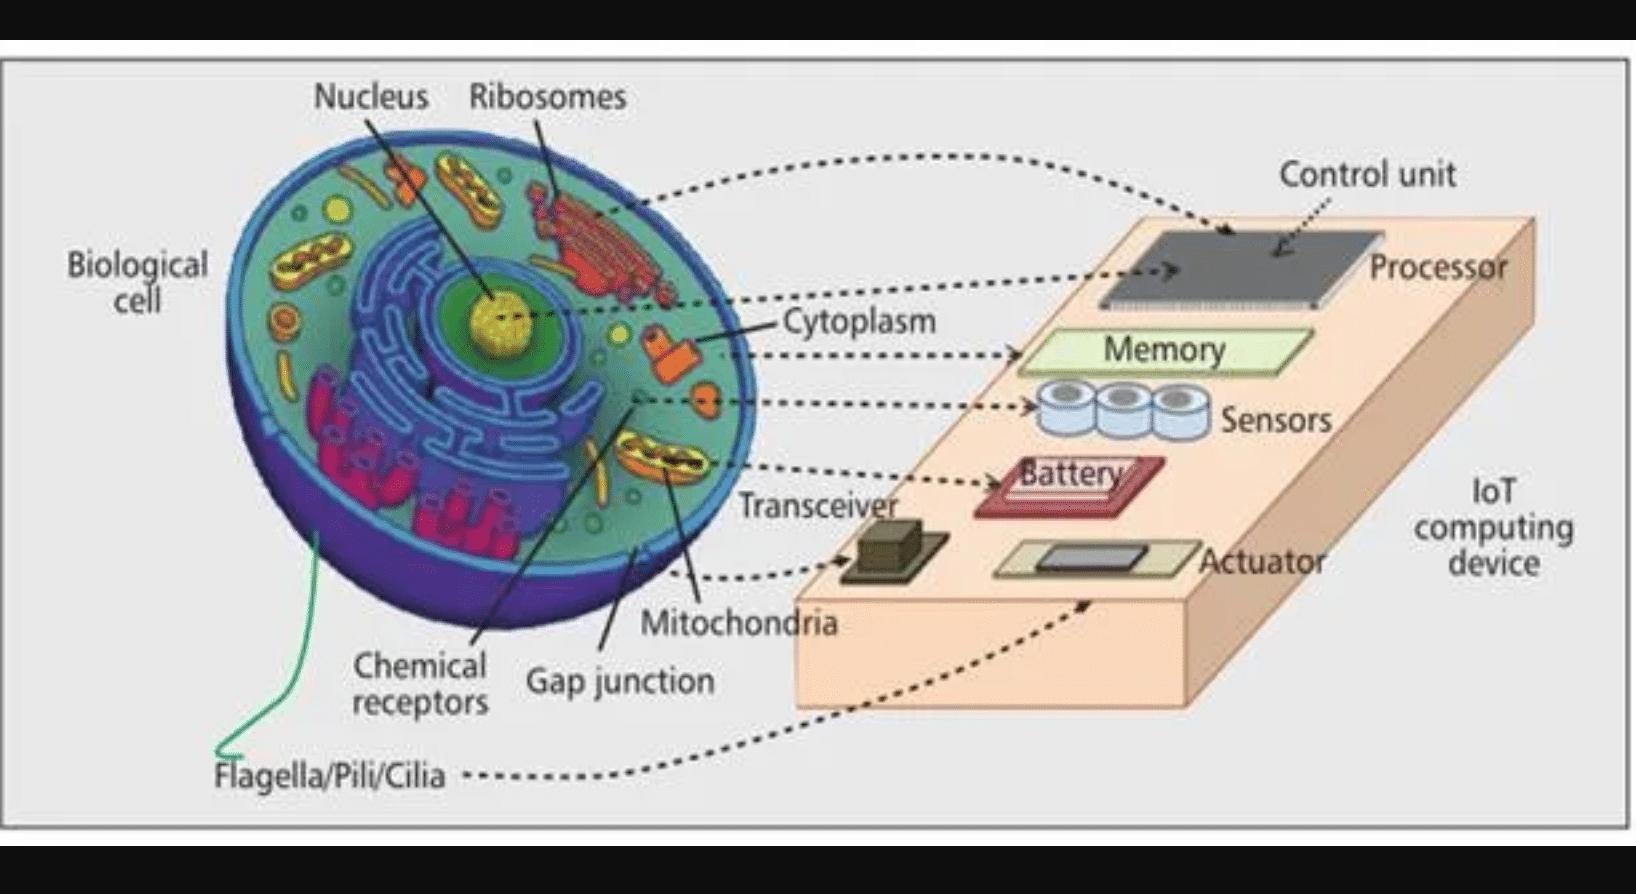 Nucleus
Ribosomes
Control unit
Biological
cell
Processor
Cytoplasm
Memory
Sensors
Battery
Transceiver
IoT
computing
device
Actuator
Mitochondria
Chemical
receptors
Gap junction
Flagella/Pili/Cilia